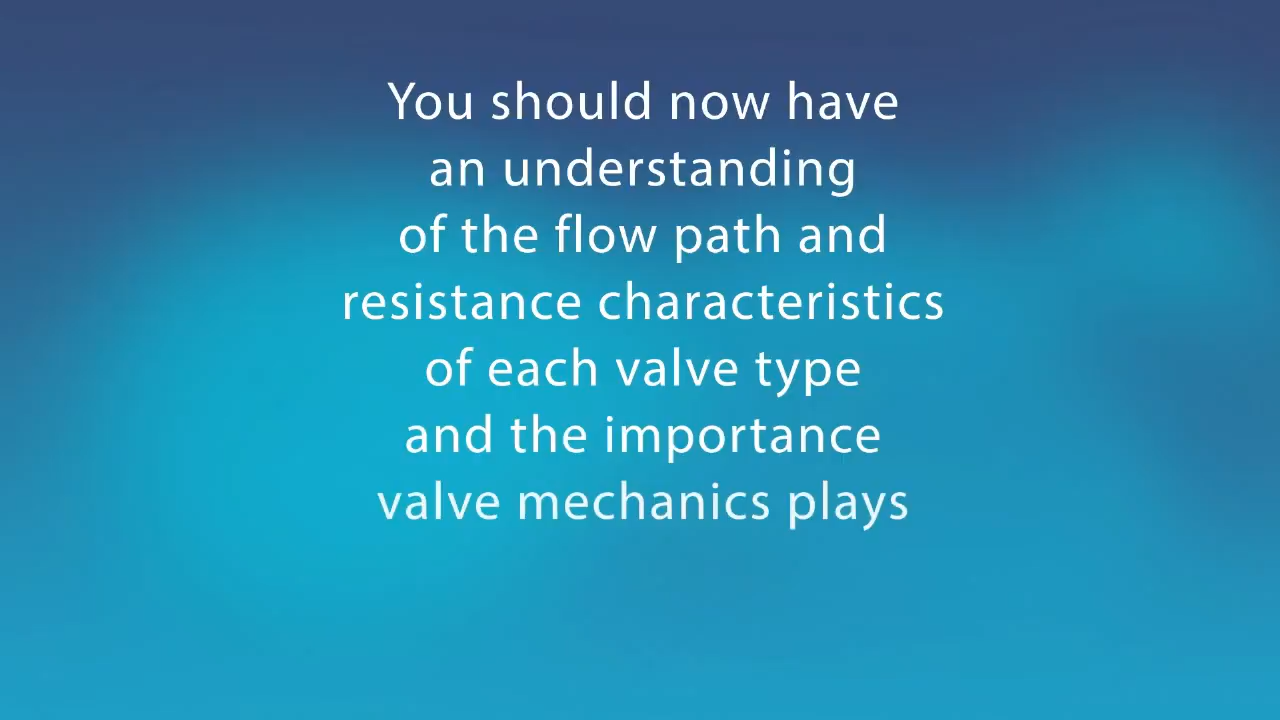 You should now have
an understanding
of the flow path and
resistance characteristics
of each valve type
and the importance
valve mechanics plays